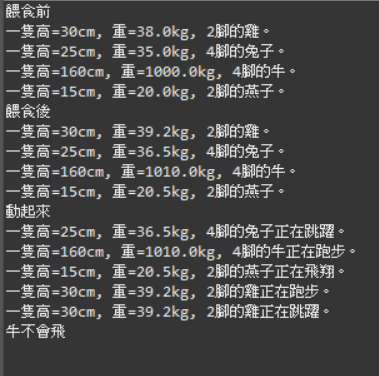 餵食前
一隻高=30cm, 重=38.0kg, 2腳的雞。
一隻高=25cm, 重=35.0kg, 4腳的兔子。
一隻高=160cm, 重=1000.0kg, 4腳的牛。
一隻高=15cm, 重=20.0kg, 2腳的燕子。
餵食後
一隻高=30cm, 重=39.2kg, 2腳的雞。
一隻高=25cm, 重=36.5kg, 4腳的兔子。
一隻高=160cm, 重=1010.0kg, 4腳的牛。
一隻高=15cm, 重=20.5kg, 2腳的燕子。
動起來
一隻高=25cm, 重=36.5kg, 4腳的兔子正在跳躍。
一隻高=160cm, 重=1010.0kg, 4腳的牛正在跑步。
一隻高=15cm, 重=20.5kg, 2腳的燕子正在飛翔。
一隻高=30cm, 重=39.2kg, 2腳的雞正在跑步。
一隻高=30cm, 重=39.2kg, 2腳的雞正在跳躍。
牛不會飛